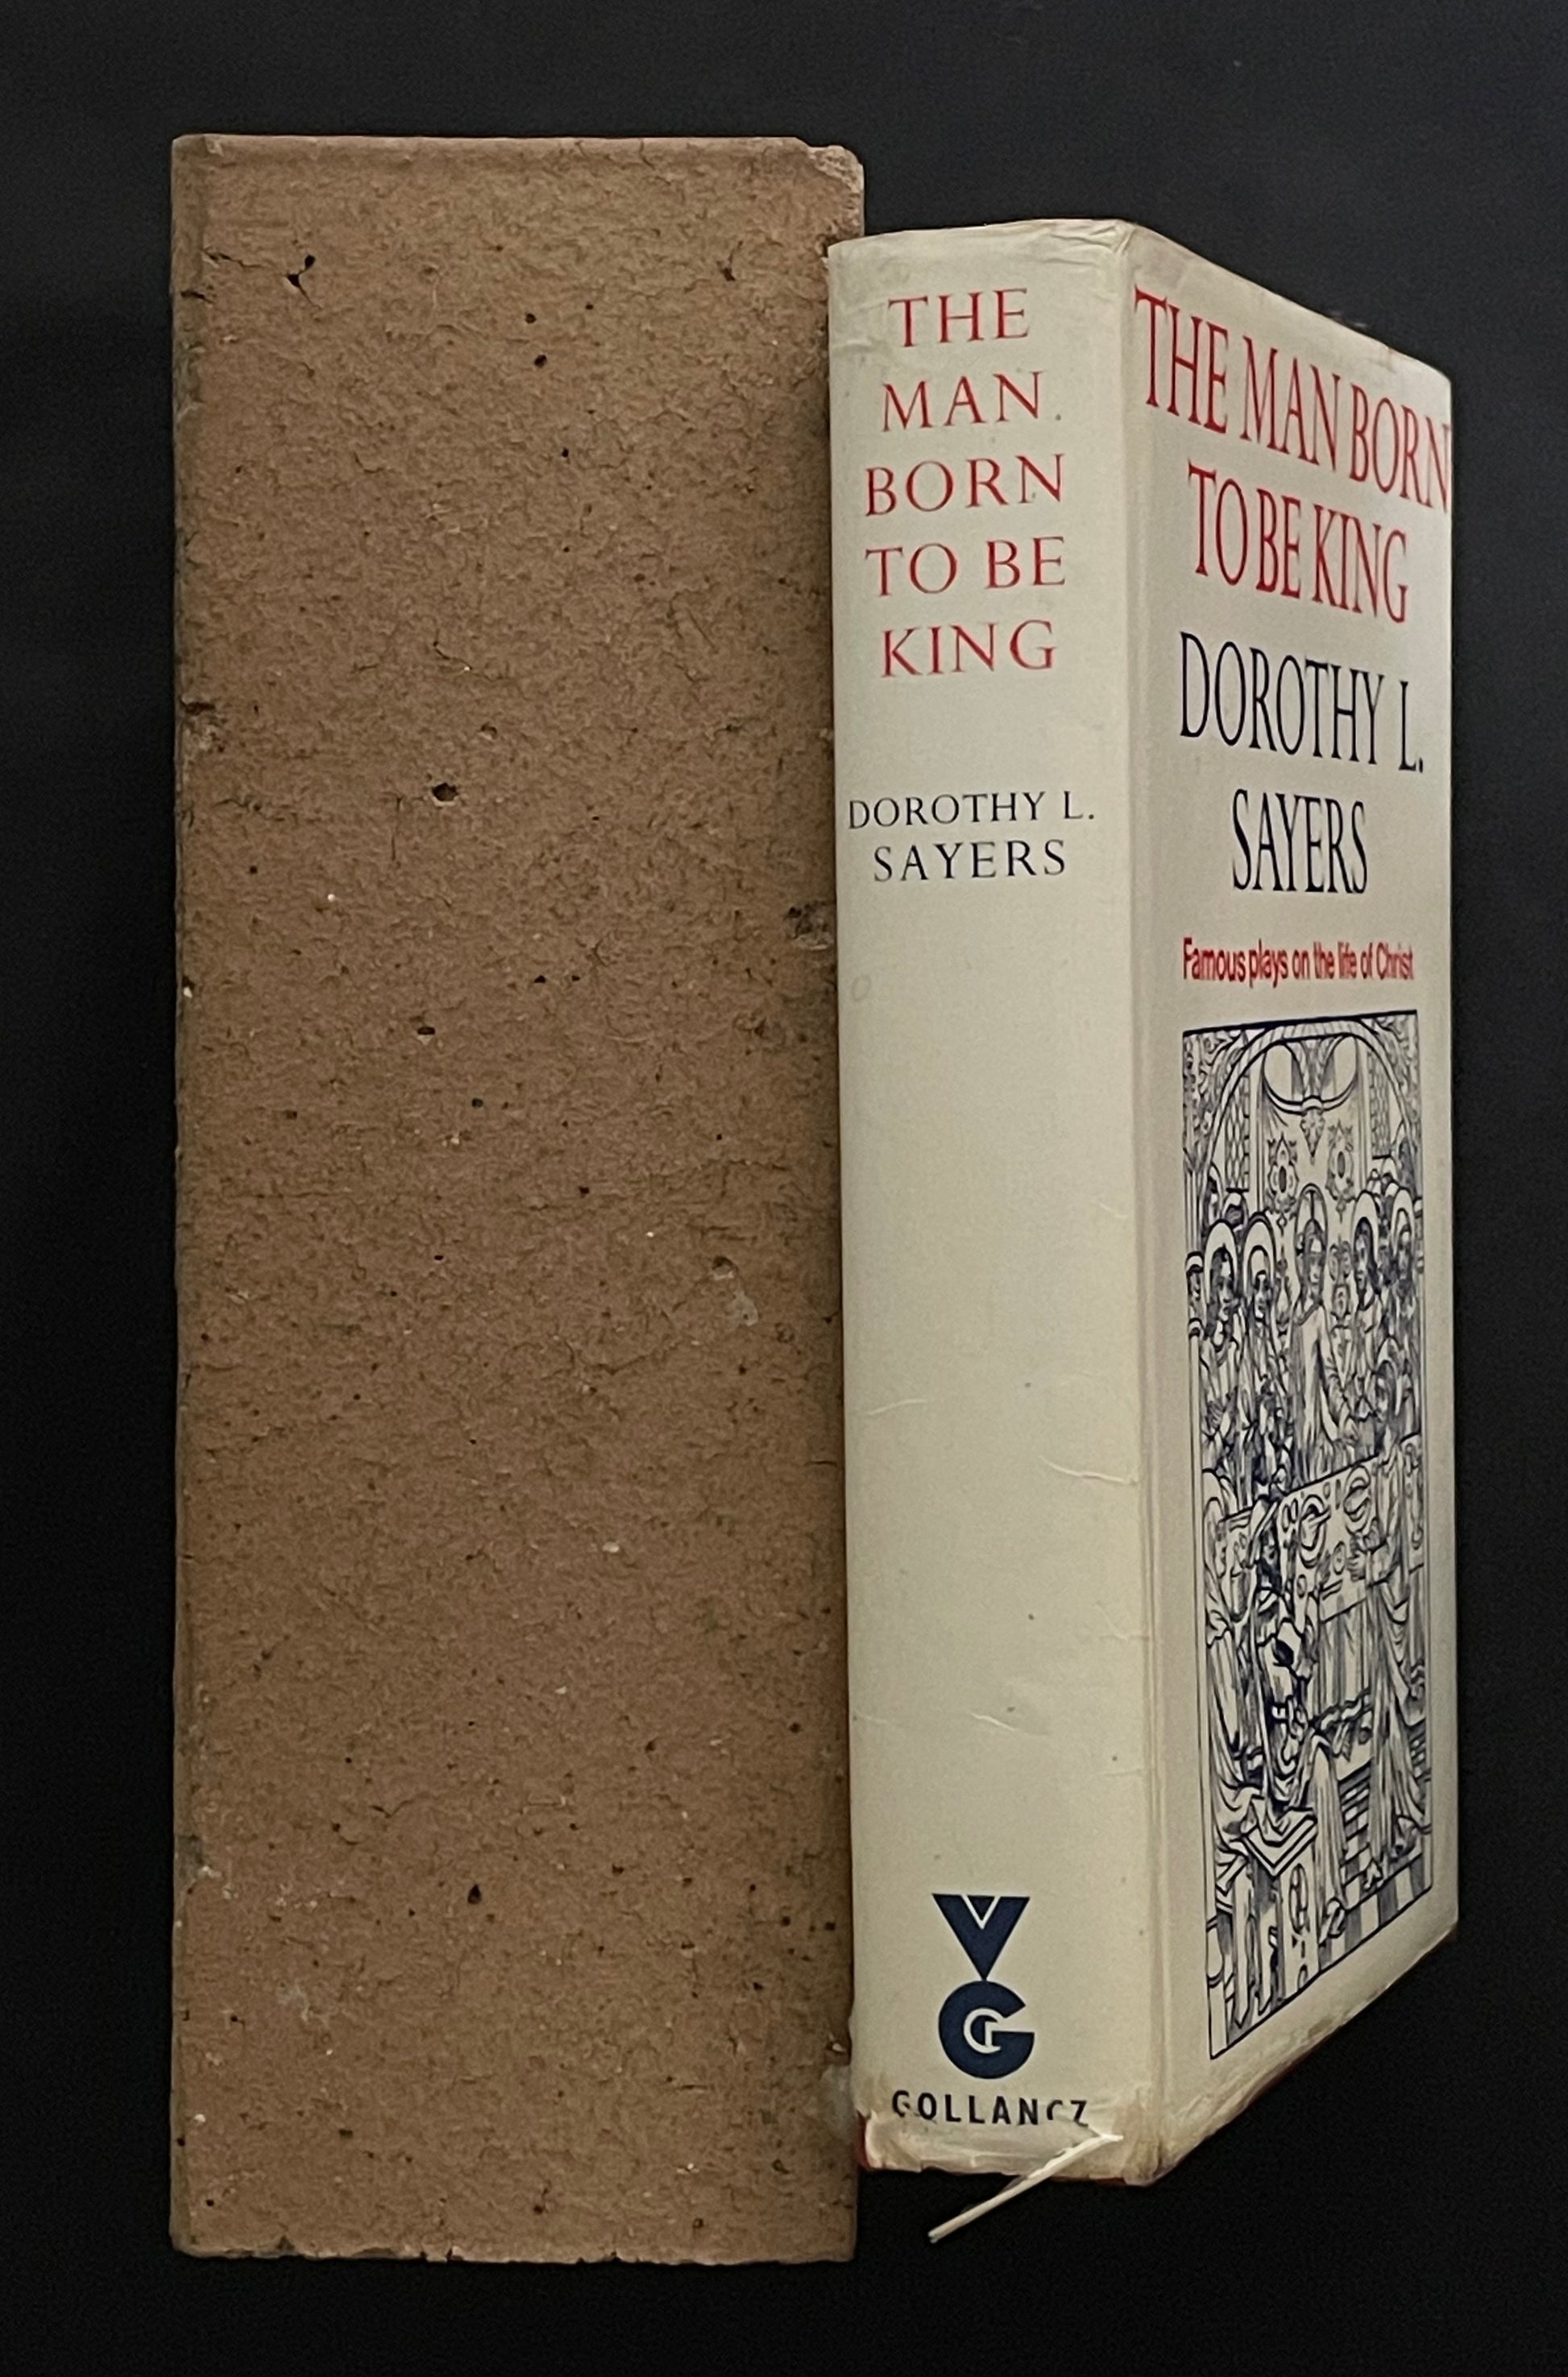 THE
MAN
BORN
TO BE
KING
DOROTHY L.
SAYERS
VG
GOLLANCZ
THE MAN BORN
TO BE KING
DOROTHY L.
SAYERS
Famous plays on the life of Christ